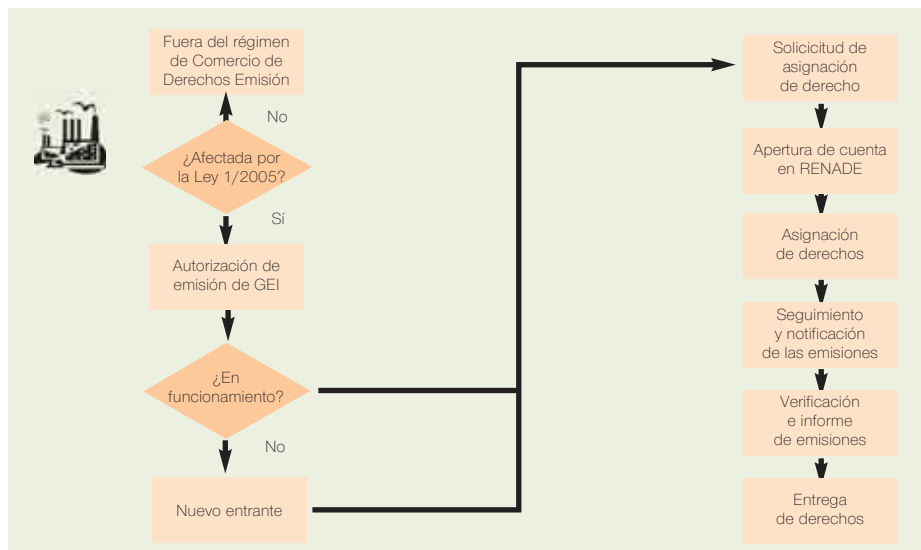 Fuera del régimen
de Comercio de
Derechos Emisión
No
¿Afectada por
la Ley 1/2005?
Sí
Autorización de
emisión de GEI
¿En
funcionamiento?
No
Nuevo entrante
Solicicitud de
asignación
de derecho
Apertura de cuenta
en RENADE
Asignación
de derechos
Seguimiento
y notificación
de las emisiones
Verificación
e informe
de emisiones
Entrega
de derechos